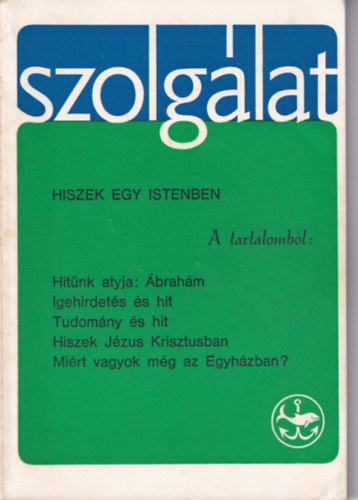 szolgálat
HISZEK EGY ISTENBEN
A tartalomból:
Hitünk atyja: Ábrahám
Igehirdetés és hit
Tudomány és hit
Hiszek Jézus Krisztusban
Miért vagyok még az Egyházban?